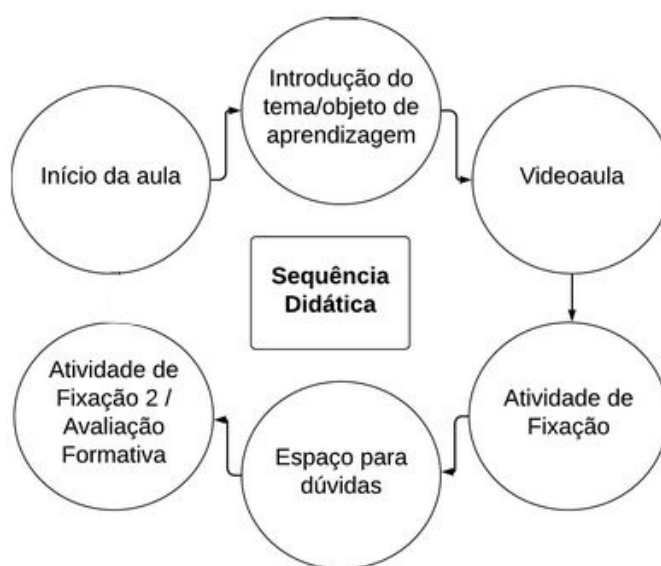 Início da aula
Introdução do
tema/objeto de
aprendizagem
Videoaula
Sequência
Didática
Atividade de
Fixação 2 /
Avaliação
Formativa
Espaço para
dúvidas
Atividade de
Fixação